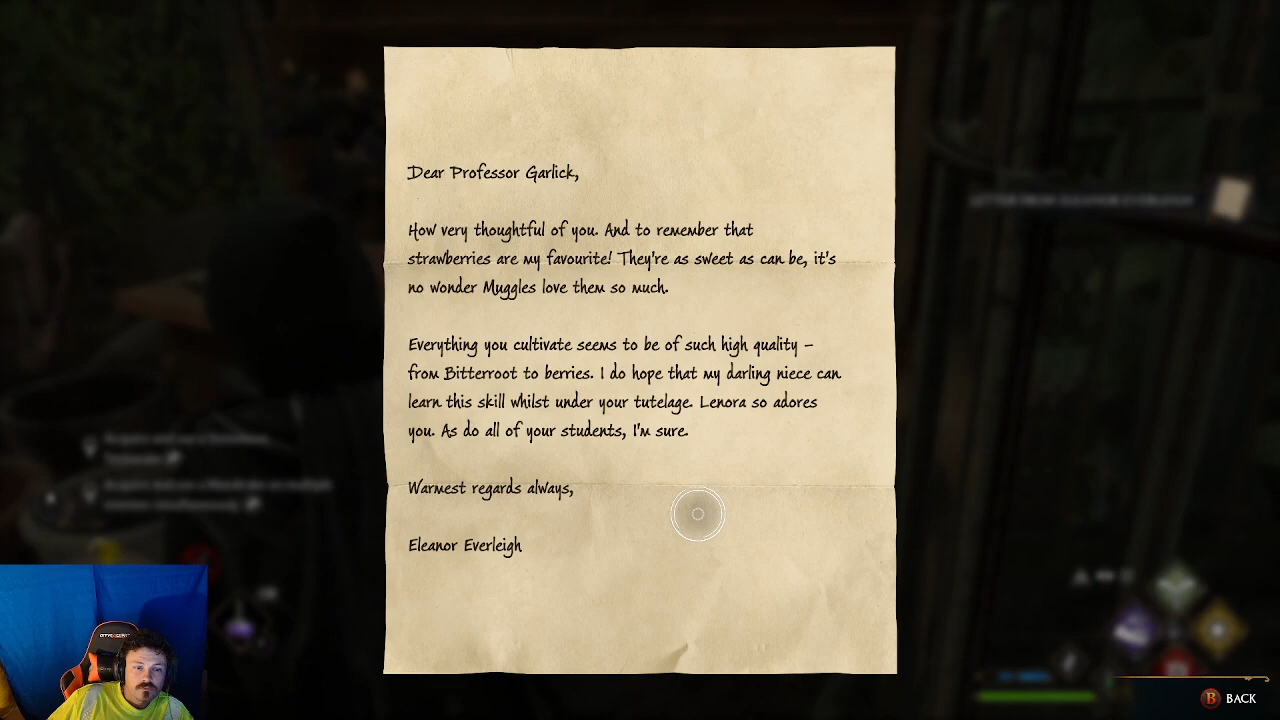 Dear Professor Garlick,
How very thoughtful of you. And to remember that
strawberries are my favourite! They're as sweet as can be, it's
no wonder Muggles love them so much.
Everything you cultivate seems to be of such high quality –
from Bitterroot to berries. I do hope that my darling niece can
learn this skill whilst under your tutelage. Lenora so adores
you. As do all of your students, I'm sure.
Warmest regards always,
Eleanor Everleigh
B BACK